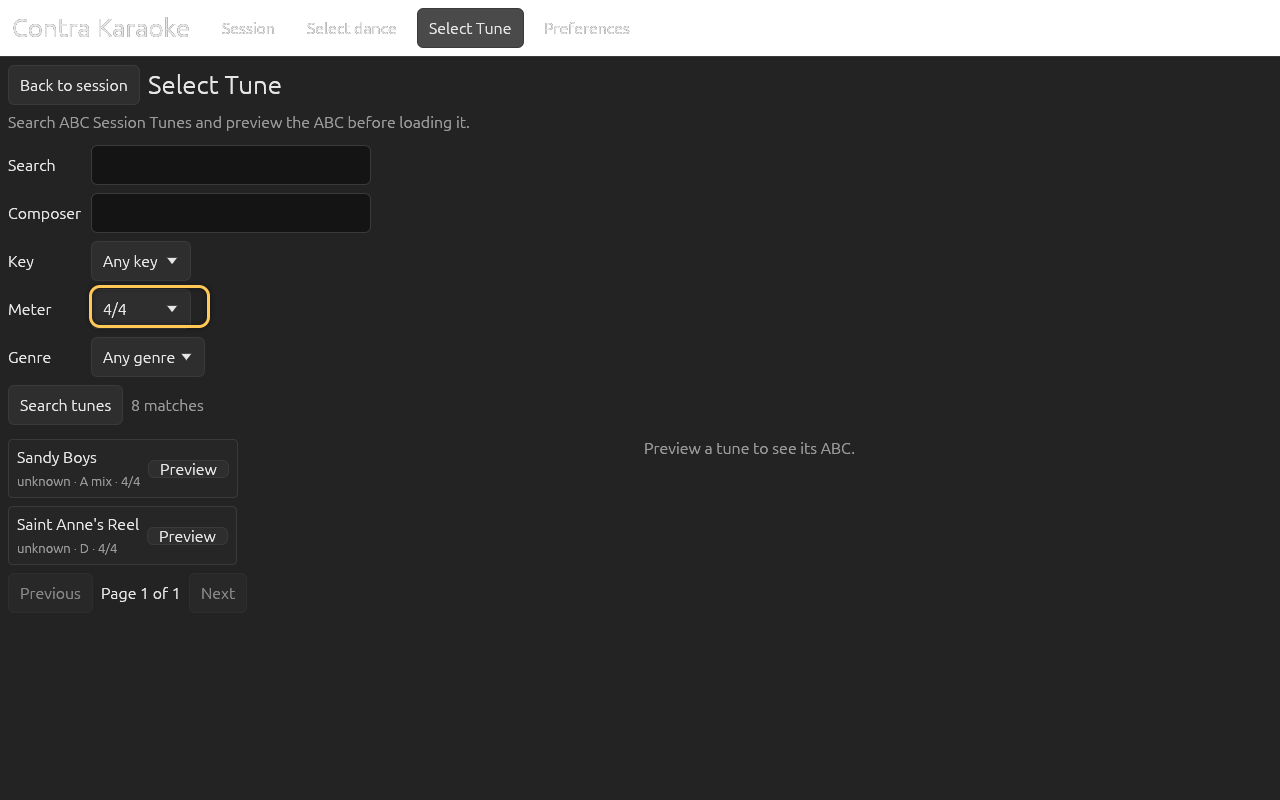 Contra Karaoke Session Select dance Select Tune Preferences
Back to session Select Tune
Search ABC Session Tunes and preview the ABC before loading it.
Search
Composer
Key Any key
Meter 4/4
Genre Any genre
Search tunes 8 matches
Preview a tune to see its ABC.
Sandy Boys Preview
unknown · A mix · 4/4
Saint Anne's Reel Preview
unknown · D · 4/4
Previous Page 1 of 1 Next